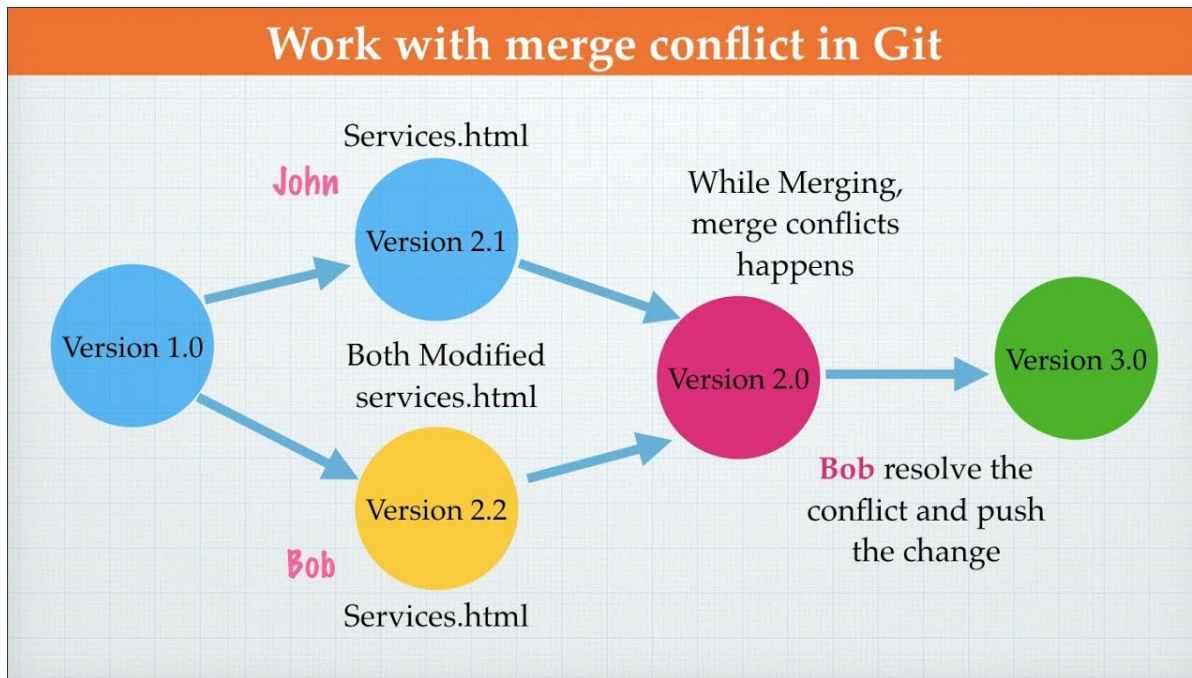 Work with merge conflict in Git
Services.html
John
Version 2.1
While Merging,
merge conflicts
happens
Version 1.0
Both Modified
services.html
Version 2.0
Version 3.0
Version 2.2
Bob
Services.html
Bob resolve the
conflict and push
the change